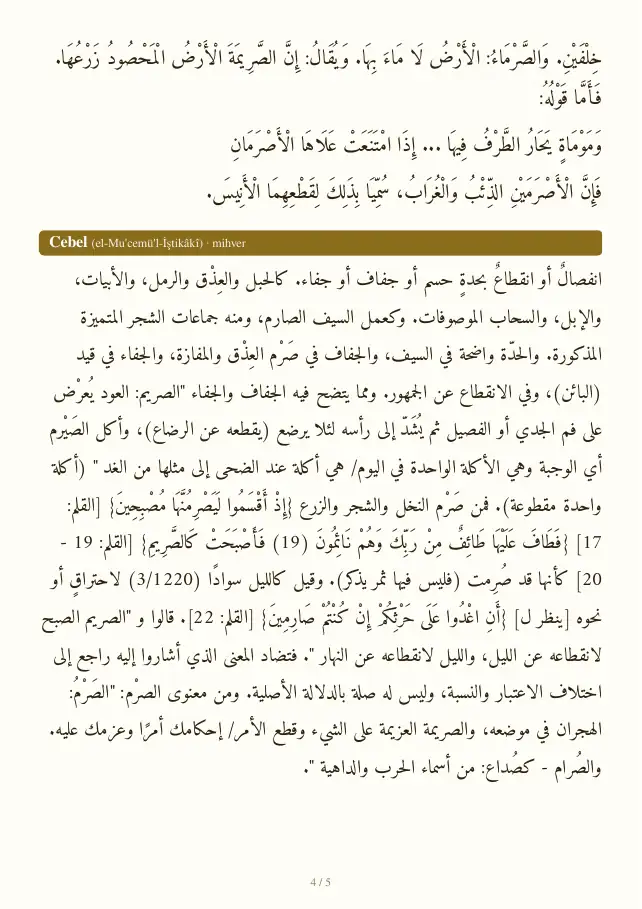 خِلْفَيْنِ. وَالصَّرْمَاءُ: الْأَرْضُ لَا مَاءَ بِهَا. وَيُقَالُ: إِنَّ الصَّرِيمَةَ الْأَرْضُ الْمَحْصُودُ زَرْعُهَا.
فَأَمَّا قَوْلُهُ:
وَمَوْمَاةٍ يَحَارُ الطَّرْفُ فِيهَا ... إِذَا امْتَنَعَتْ عَلَاهَا الْأَصْرَمَانِ
فَإِنَّ الْأَصْرَمَيْنِ الذِّئْبُ وَالْغُرَابُ، سُمِّيَا بِذَلِكَ لِقَطْعِهِمَا الْأَنِيسَ.
Cebel (el-Mu'cemü'l-İştikâkî) · mihver
انفصالٌ أو انقطاعٌ بحدةٍ حسم أو جفاف أو جفاء. كالحبل والعِذْق والرمل، والأبيات،
والإبل، والسحاب الموصوفات. وكعمل السيف الصارم، ومنه جماعات الشجر المتميزة
المذكورة. والحدّة واضحة في السيف، والجفاف في صَرْم العِذْق والمفازة، والجفاء في قيد
(البائن)، وفي الانقطاع عن الجمهور. ومما يتضح فيه الجفاف والجفاء "الصريم: العود يُعرْض
على فم الجدي أو الفصيل ثم يُشَدّ إلى رأسه لئلا يرضع (يقطعه عن الرضاع)، وأكل الصَيْرم
أي الوجبة وهي الأكلة الواحدة في اليوم/ هي أكلة عند الضحى إلى مثلها من الغد " (أكلة
واحدة مقطوعة). فمن صَرْم النخل والشجر والزرع {إِذْ أَقْسَمُوا لَيَصْرِمُنَّهَا مُصْبِحِينَ} [القلم:
17] {فَطَافَ عَلَيْهَا طَائِفٌ مِنْ رَبِّكَ وَهُمْ نَائِمُونَ (19) فَأَصْبَحَتْ كَالصَّرِيمِ} [القلم: 19 -
20] كأنها قد صُرمت (فليس فيها ثمر يذكر). وقيل كالليل سوادًا (3/1220) لاحتراقٍ أو
نحوه [ينظر ل] {أَنِ اغْدُوا عَلَى حَرْثِكُمْ إِنْ كُنْتُمْ صَارِمِينَ} [القلم: 22]. قالوا و "الصريم الصبح
لانقطاعه عن الليل، والليل لانقطاعه عن النهار ". فتضاد المعنى الذي أشاروا إليه راجع إلى
اختلاف الاعتبار والنسبة، وليس له صلة بالدلالة الأصلية. ومن معنوى الصرْم: "الصَرْمُ:
الهجران في موضعه، والصريمة العزيمة على الشيء وقطع الأمر/ إحكامك أمرًا وعزمك عليه.
والصُرام - كصُداع: من أسماء الحرب والداهية ".
4 / 5